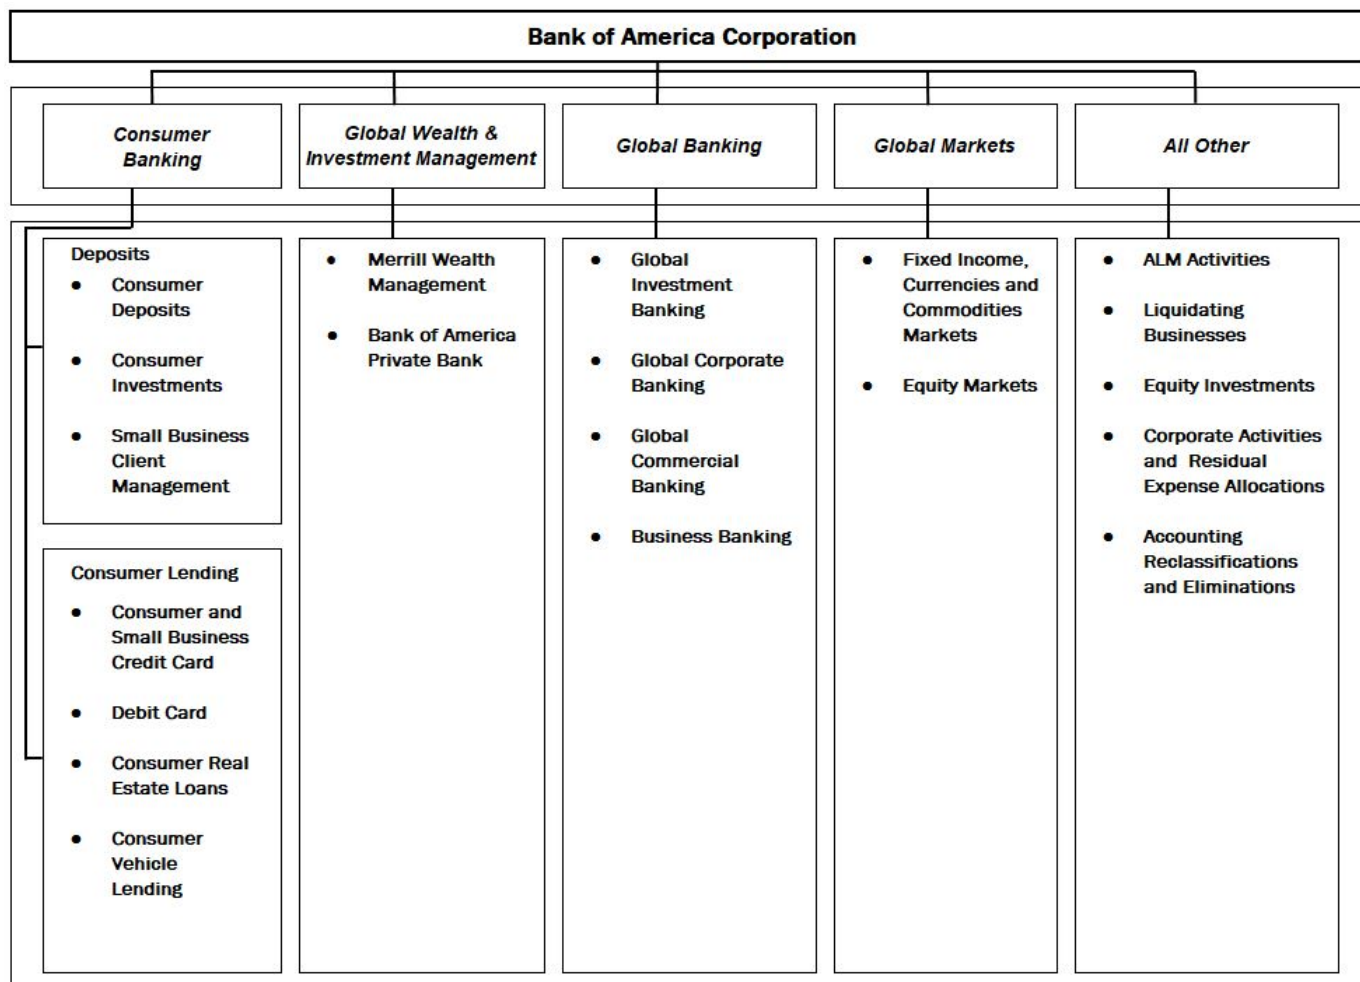 Bank of America Corporation
Consumer
Banking
Global Wealth &
Investment Management
Global Banking
Global Markets
All Other
Deposits
● Consumer
Deposits
● Consumer
Investments
● Small Business
Client
Management
Consumer Lending
● Consumer and
Small Business
Credit Card
● Debit Card
● Consumer Real
Estate Loans
● Consumer
Vehicle
Lending
● Merrill Wealth
Management
● Bank of America
Private Bank
● Global
Investment
Banking
● Global Corporate
Banking
● Global
Commercial
Banking
● Business Banking
● Fixed Income,
Currencies and
Commodities
Markets
● Equity Markets
● ALM Activities
● Liquidating
Businesses
● Equity Investments
● Corporate Activities
and Residual
Expense Allocations
● Accounting
Reclassifications
and Eliminations